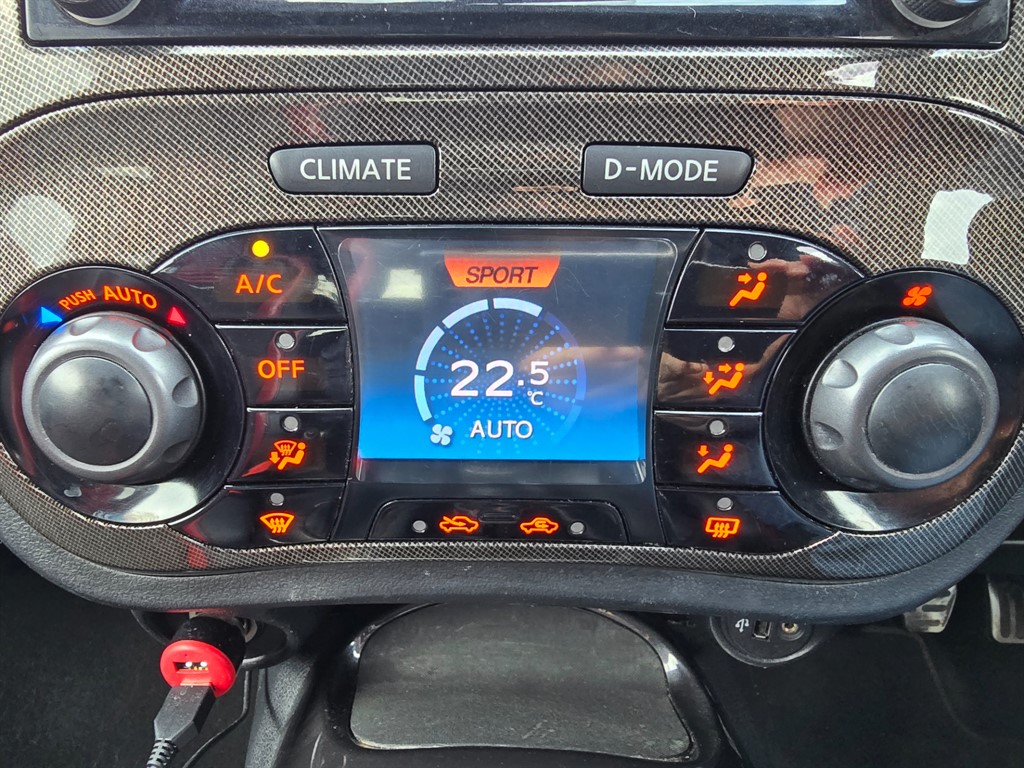 CLIMATE
D-MODE
A/C
SPORT
PUSH AUTO
OFF
22.5
°C
AUTO